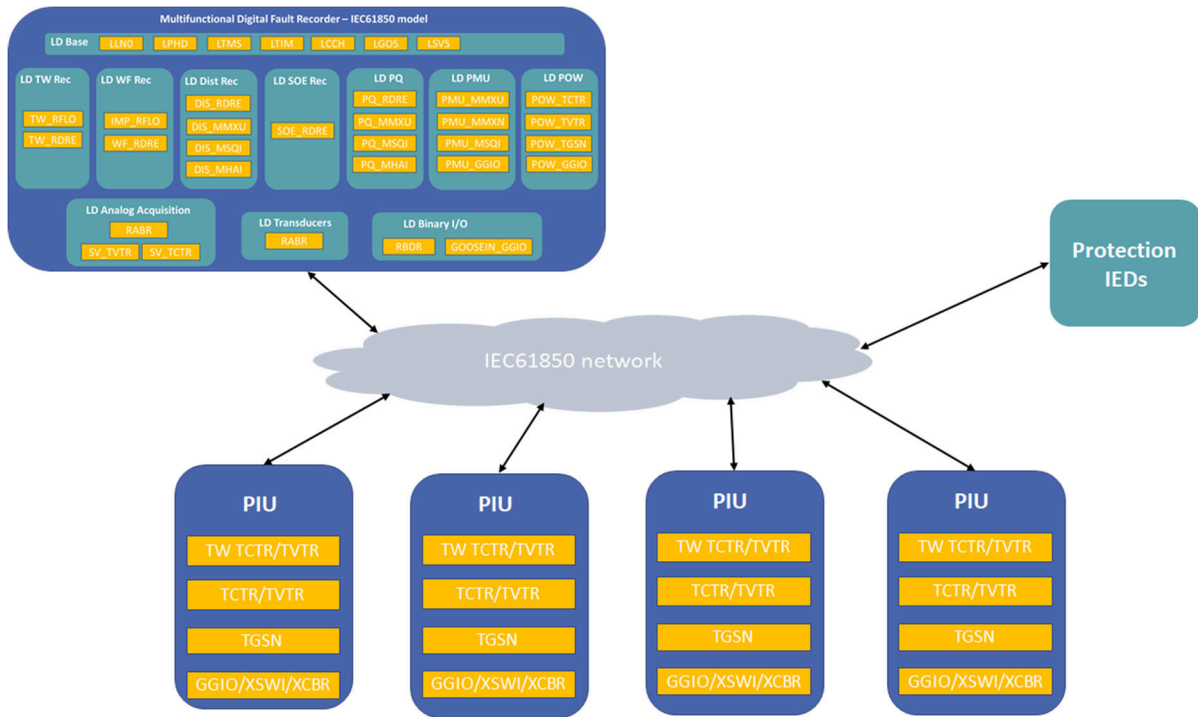 Multifunctional Digital Fault Recorder – IEC61850 model
LD Base LLN0 LPHD LTMS LTIM LCCH LGOS LSVS
LD TW Rec
TW_RFLO
TW_RDRE
LD WF Rec
IMP_RFLO
WF_RDRE
LD Dist Rec
DIS_RDRE
DIS_MMXU
DIS_MSQI
DIS_MHAI
LD SOE Rec
SOE_RDRE
LD PQ
PQ_RDRE
PQ_MMXU
PQ_MSQI
PQ_MHAI
LD PMU
PMU_MMXU
PMU_MMXN
PMU_MSQI
PMU_GGIO
LD POW
POW_TCTR
POW_TVTR
POW_TGSN
POW_GGIO
LD Analog Acquisition
RABR
SV_TVTR SV_TCTR
LD Transducers
RABR
LD Binary I/O
RBDR GOOSEIN_GGIO
Protection
IEDs
IEC61850 network
PIU
TW TCTR/TVTR
TCTR/TVTR
TGSN
GGIO/XSWI/XCBR
PIU
TW TCTR/TVTR
TCTR/TVTR
TGSN
GGIO/XSWI/XCBR
PIU
TW TCTR/TVTR
TCTR/TVTR
TGSN
GGIO/XSWI/XCBR
PIU
TW TCTR/TVTR
TCTR/TVTR
TGSN
GGIO/XSWI/XCBR